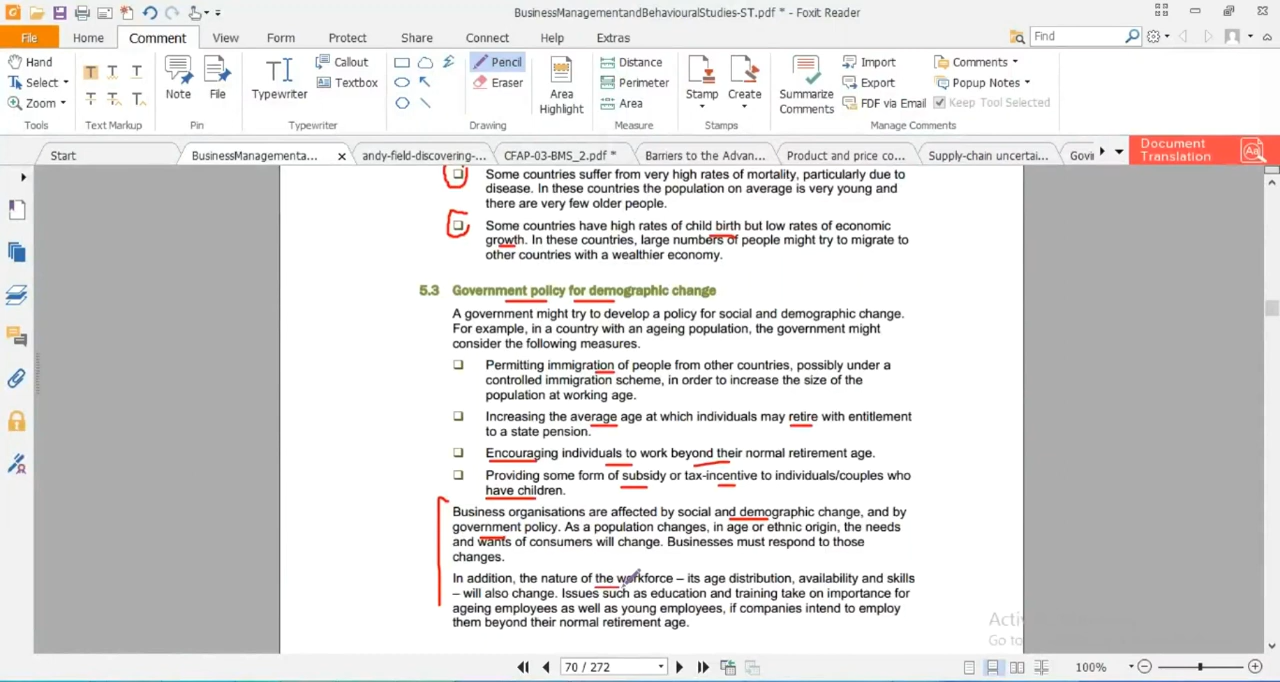 BusinessManagementandBehaviouralStudies-ST.pdf * - Foxit Reader
File Home Comment View Form Protect Share Connect Help Extras
Find
Hand
Select
Zoom
Tools
Text Markup
Note
File
Pin
Typewriter
Callout
Textbox
Typewriter
Pencil
Eraser
Drawing
Area
Highlight
Distance
Perimeter
Area
Measure
Stamp
Create
Stamps
Summarize
Comments
Import
Export
FDF via Email
Comments
Popup Notes
Keep Tool Selected
Manage Comments
Start
BusinessManagementa...
andy-field-discovering-...
CFAP-03-BMS_2.pdf *
Barriers to the Advan...
Product and price co...
Supply-chain uncertai...
Govi
Document
Translation
Some countries suffer from very high rates of mortality, particularly due to
disease. In these countries the population on average is very young and
there are very few older people.
Some countries have high rates of child birth but low rates of economic
growth. In these countries, large numbers of people might try to migrate to
other countries with a wealthier economy.
5.3 Government policy for demographic change
A government might try to develop a policy for social and demographic change.
For example, in a country with an ageing population, the government might
consider the following measures.
Permitting immigration of people from other countries, possibly under a
controlled immigration scheme, in order to increase the size of the
population at working age.
Increasing the average age at which individuals may retire with entitlement
to a state pension.
Encouraging individuals to work beyond their normal retirement age.
Providing some form of subsidy or tax-incentive to individuals/couples who
have children.
Business organisations are affected by social and demographic change, and by
government policy. As a population changes, in age or ethnic origin, the needs
and wants of consumers will change. Businesses must respond to those
changes.
In addition, the nature of the workforce – its age distribution, availability and skills
– will also change. Issues such as education and training take on importance for
ageing employees as well as young employees, if companies intend to employ
them beyond their normal retirement age.
Go to
70 / 272
100%